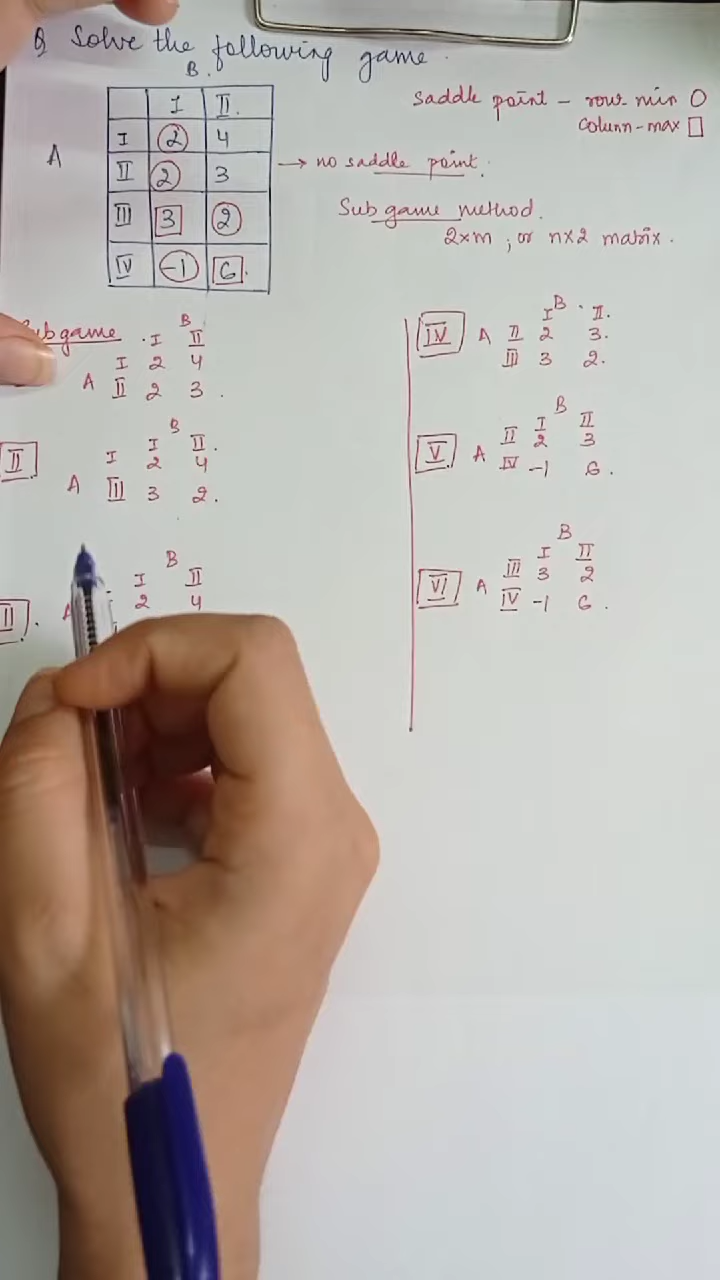 Q Solve the following game.
B.
I II.
A
I 2 4
II 2 3
III 3 2
IV -1 6
saddle point - row min O
column - max □
→ no saddle point.
Sub game method.
2×m, or n×2 matrix.
ubgame
B
I II
I 2 4
A II 2 3.
II
B
I II.
I 2 4
A III 3 2.
B
I II
2 4
IV
B
I II.
A II 2 3.
III 3 2.
V
B
I II
A II 2 3
IV -1 6.
VI
B
I II
A III 3 2
IV -1 6.